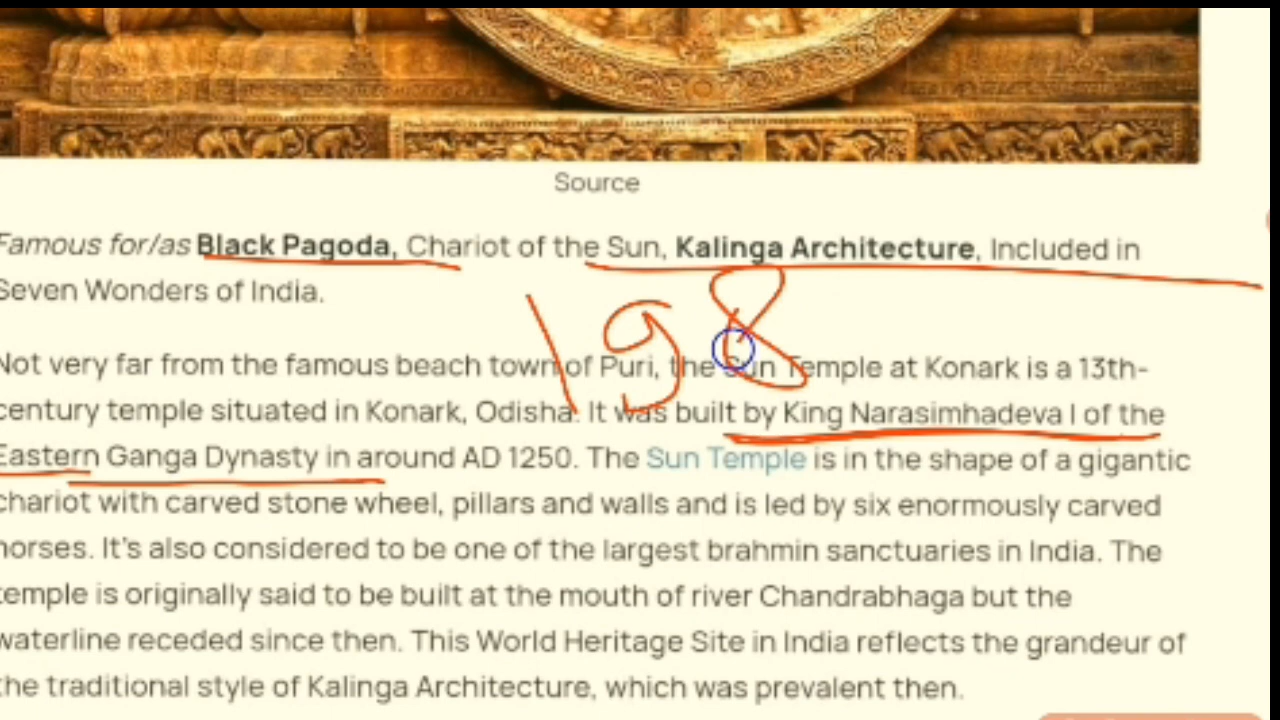 Source
Famous for/as Black Pagoda, Chariot of the Sun, Kalinga Architecture, Included in
Seven Wonders of India.
198
Not very far from the famous beach town of Puri, the Sun Temple at Konark is a 13th-
century temple situated in Konark, Odisha. It was built by King Narasimhadeva I of the
Eastern Ganga Dynasty in around AD 1250. The Sun Temple is in the shape of a gigantic
chariot with carved stone wheel, pillars and walls and is led by six enormously carved
horses. It's also considered to be one of the largest brahmin sanctuaries in India. The
temple is originally said to be built at the mouth of river Chandrabhaga but the
waterline receded since then. This World Heritage Site in India reflects the grandeur of
the traditional style of Kalinga Architecture, which was prevalent then.